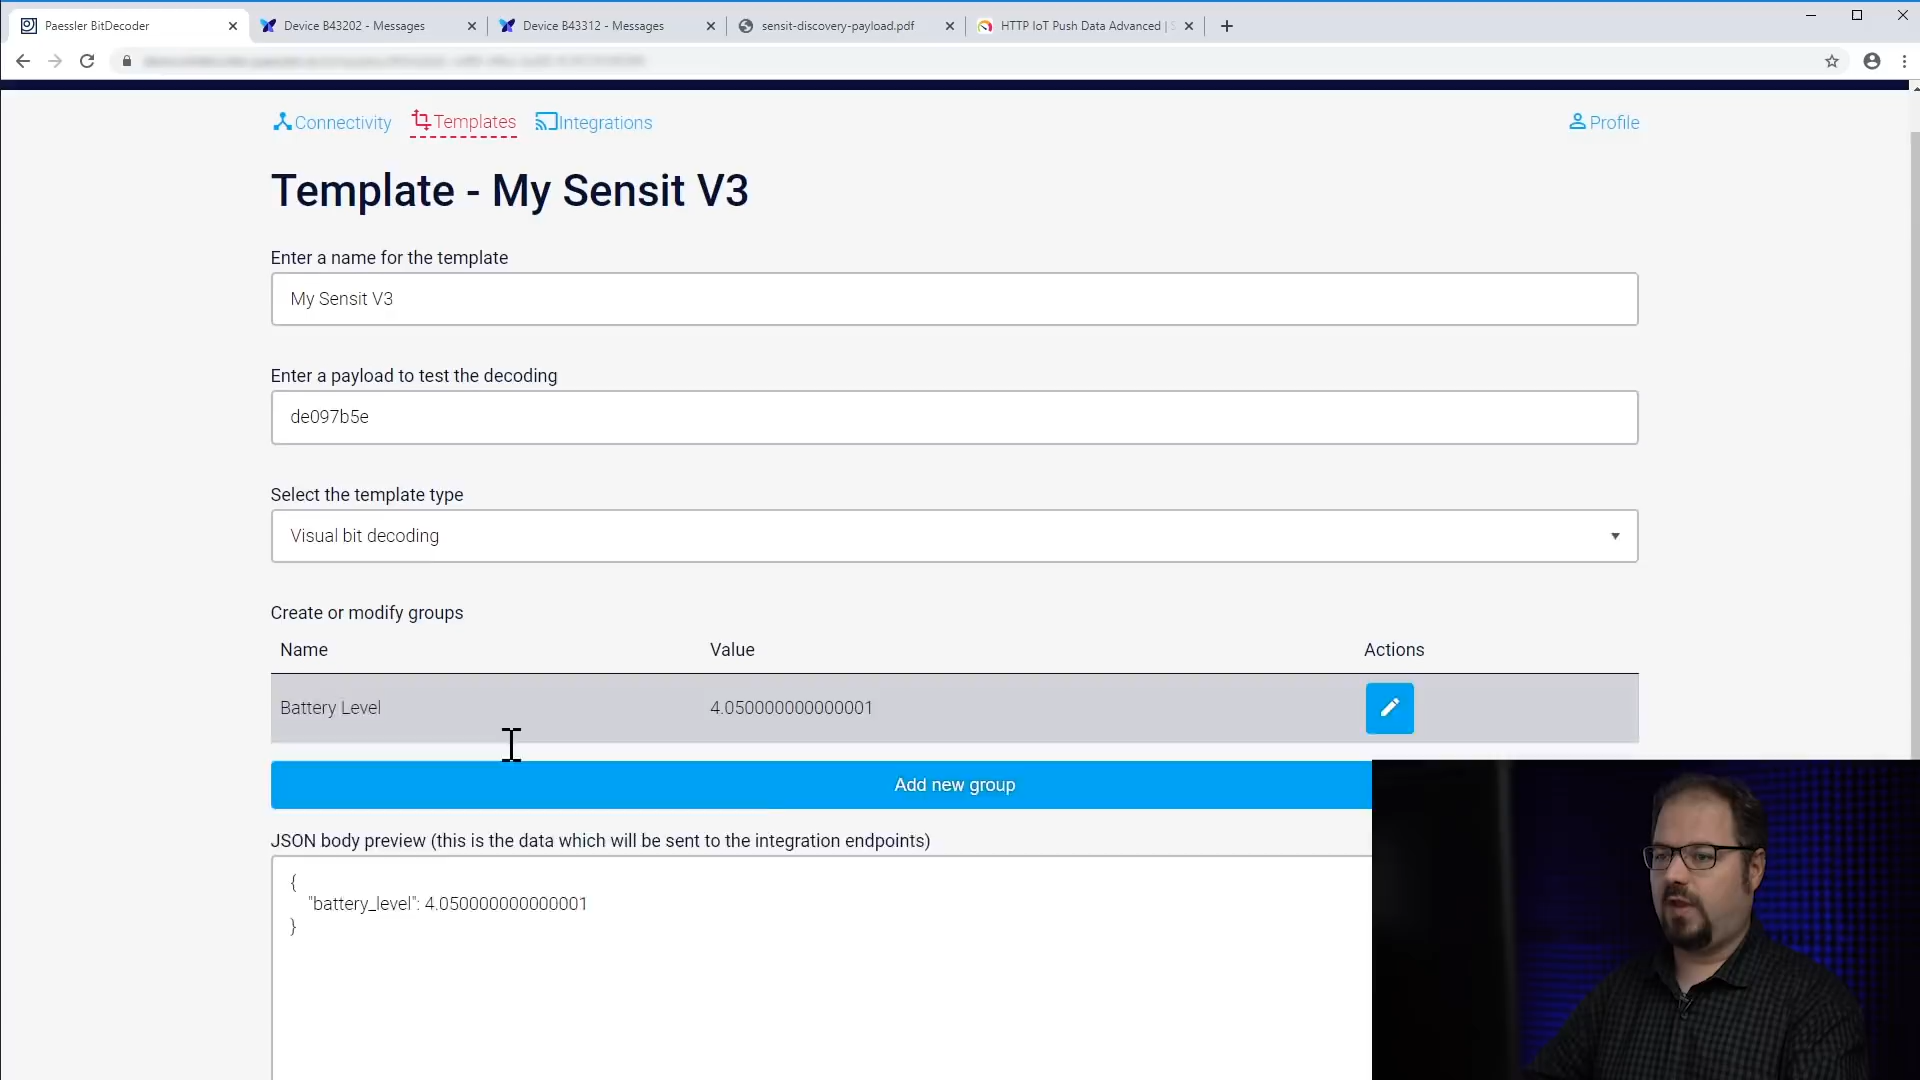 Paessler BitDecoder
Device B43202 - Messages
Device B43312 - Messages
sensit-discovery-payload.pdf
HTTP IoT Push Data Advanced |
Connectivity
Templates
Integrations
Profile
Template - My Sensit V3
Enter a name for the template
My Sensit V3
Enter a payload to test the decoding
de097b5e
Select the template type
Visual bit decoding
Create or modify groups
Name Value Actions
Battery Level 4.050000000000001
Add new group
JSON body preview (this is the data which will be sent to the integration endpoints)
{
"battery_level": 4.050000000000001
}